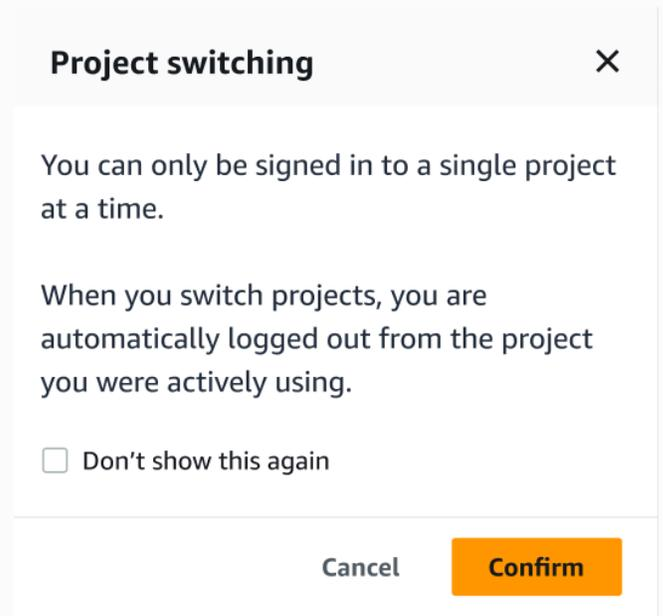 Project switching
You can only be signed in to a single project
at a time.
When you switch projects, you are
automatically logged out from the project
you were actively using.
Don’t show this again
Cancel
Confirm